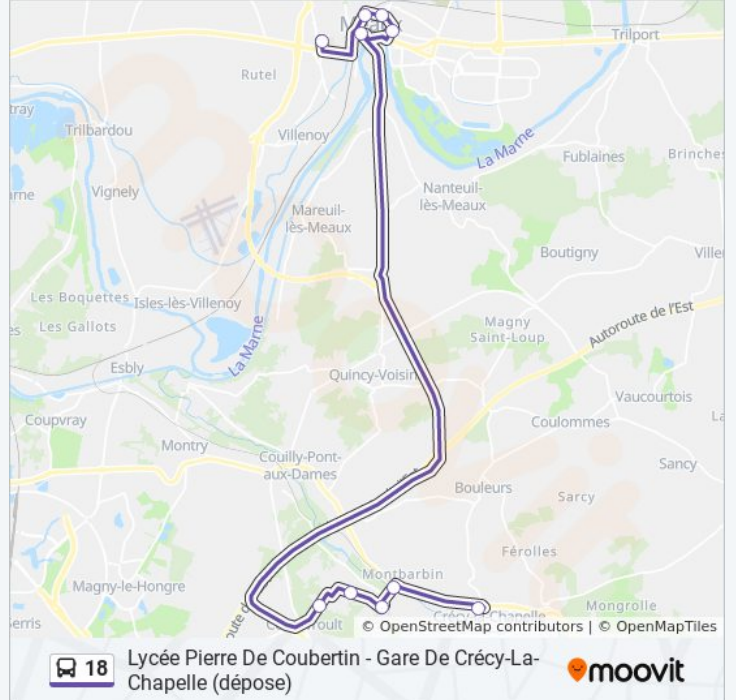 Trilport
Rutel
Trilbardou
Villenoy
La Marne
Fublaines
Vignely
Nanteuil-
lès-Meaux
Mareuil-
lès-Meaux
Boutigny
Les Boquettes
Isles-lès-Villenoy
Autoroute de l'Est
Les Gallots
Magny
Saint-Loup
La Marne
Esbly
Quincy-Voisins
Vaucourtois
Coupvray
Coulommes
Montry
Couilly-Pont-
aux-Dames
Sancy
Bouleurs
Sarcy
Férolles
Montbarbin
Magny-le-Hongre
Mongrolle
© OpenStreetMap contributors | © OpenMapTiles
18
Lycée Pierre De Coubertin - Gare De Crécy-La-
Chapelle (dépose)
moovit